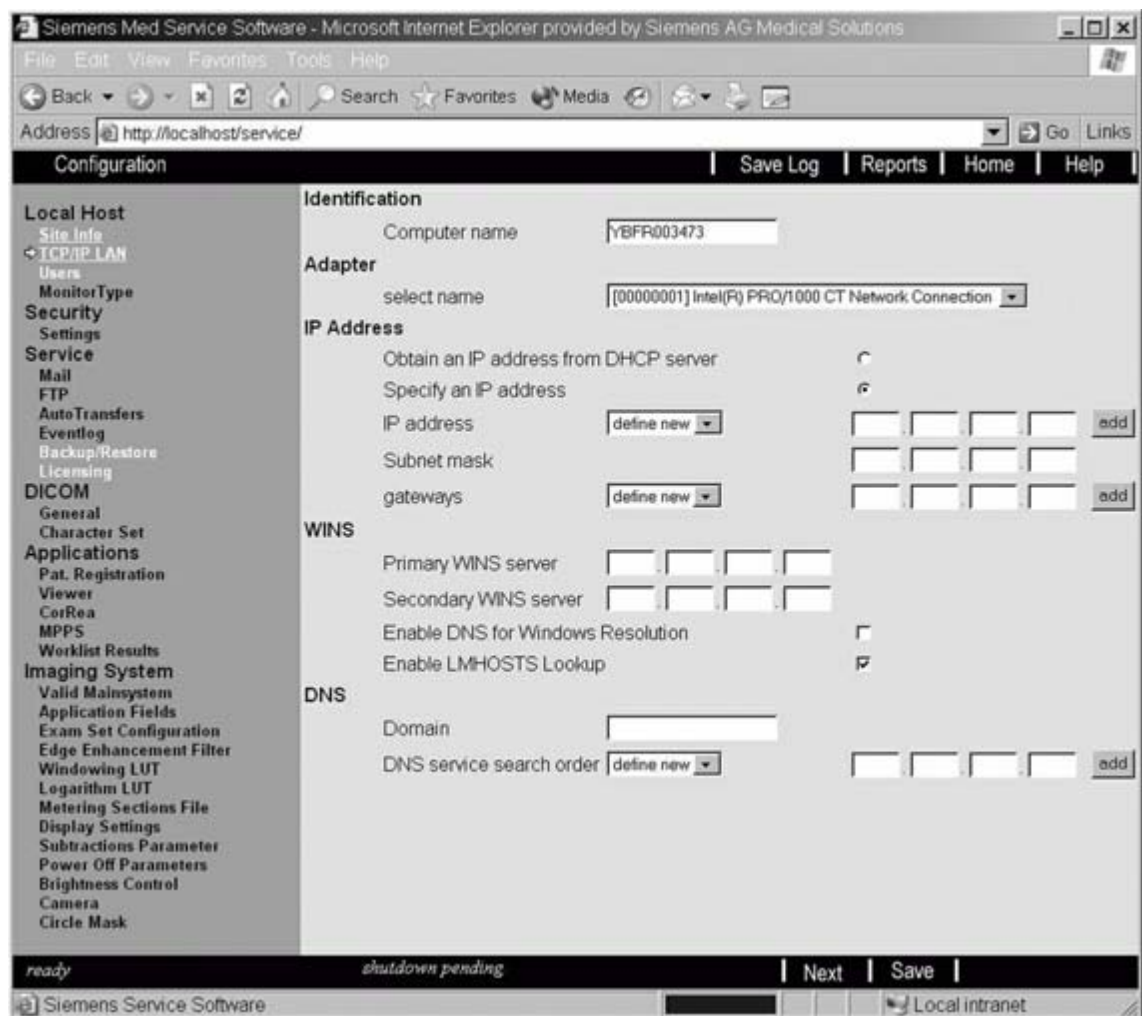 Siemens Med Service Software - Microsoft Internet Explorer provided by Siemens AG Medical Solutions
File Edit View Favorites Tools Help
Back Search Favorites Media
Address http://localhost/service/ Go Links
Configuration Save Log Reports Home Help
Local Host
Site Info
TCP/IP LAN
Users
MonitorType
Security
Settings
Service
Mail
FTP
AutoTransfers
Eventlog
Backup/Restore
Licensing
DICOM
General
Character Set
Applications
Pat. Registration
Viewer
CorRea
MPPS
Worklist Results
Imaging System
Valid Mainsystem
Application Fields
Exam Set Configuration
Edge Enhancement Filter
Windowing LUT
Logarithm LUT
Metering Sections File
Display Settings
Subtractions Parameter
Power Off Parameters
Brightness Control
Camera
Circle Mask
Identification
Computer name YBFR003473
Adapter
select name [00000001] Intel(R) PRO/1000 CT Network Connection
IP Address
Obtain an IP address from DHCP server
Specify an IP address
IP address define new add
Subnet mask
gateways define new add
WINS
Primary WINS server
Secondary WINS server
Enable DNS for Windows Resolution
Enable LMHOSTS Lookup
DNS
Domain
DNS service search order define new add
ready shutdown pending Next Save
Siemens Service Software Local intranet